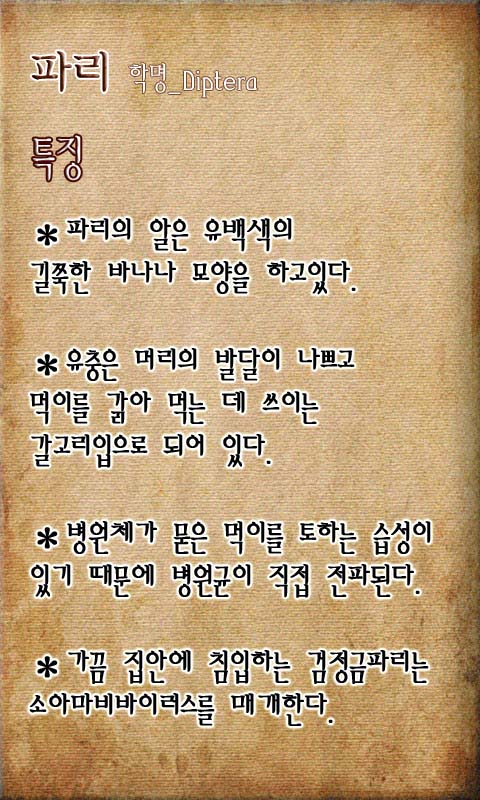 파리 학명_Diptera
특징
* 파리의 알은 유백색의
길쭉한 바나나 모양을 하고있다.
* 유충은 머리의 발달이 나쁘고
먹이를 갉아 먹는 데 쓰이는
갈고리입으로 되어 있다.
* 병원체가 묻은 먹이를 토하는 습성이
있기 때문에 병원균이 직접 전파된다.
* 가끔 집안에 침입하는 검정금파리는
소아마비바이러스를 매개한다.